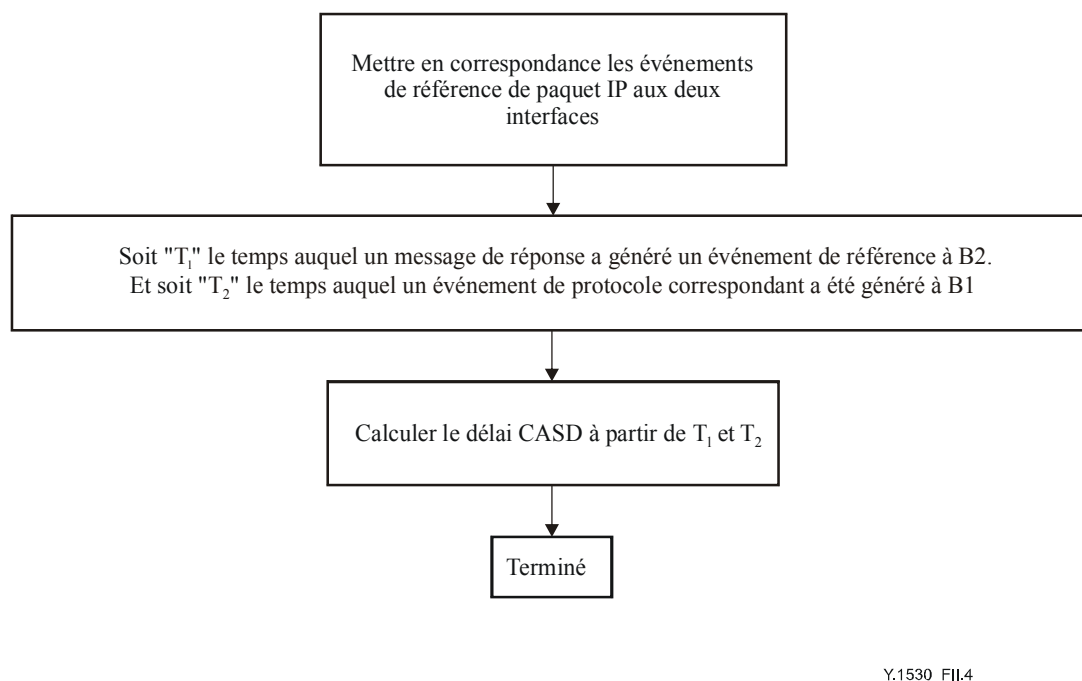 Mettre en correspondance les événements
de référence de paquet IP aux deux
interfaces
Soit "T₁" le temps auquel un message de réponse a généré un événement de référence à B2.
Et soit "T₂" le temps auquel un événement de protocole correspondant a été généré à B1
Calculer le délai CASD à partir de T₁ et T₂
Terminé
Y.1530_FII.4